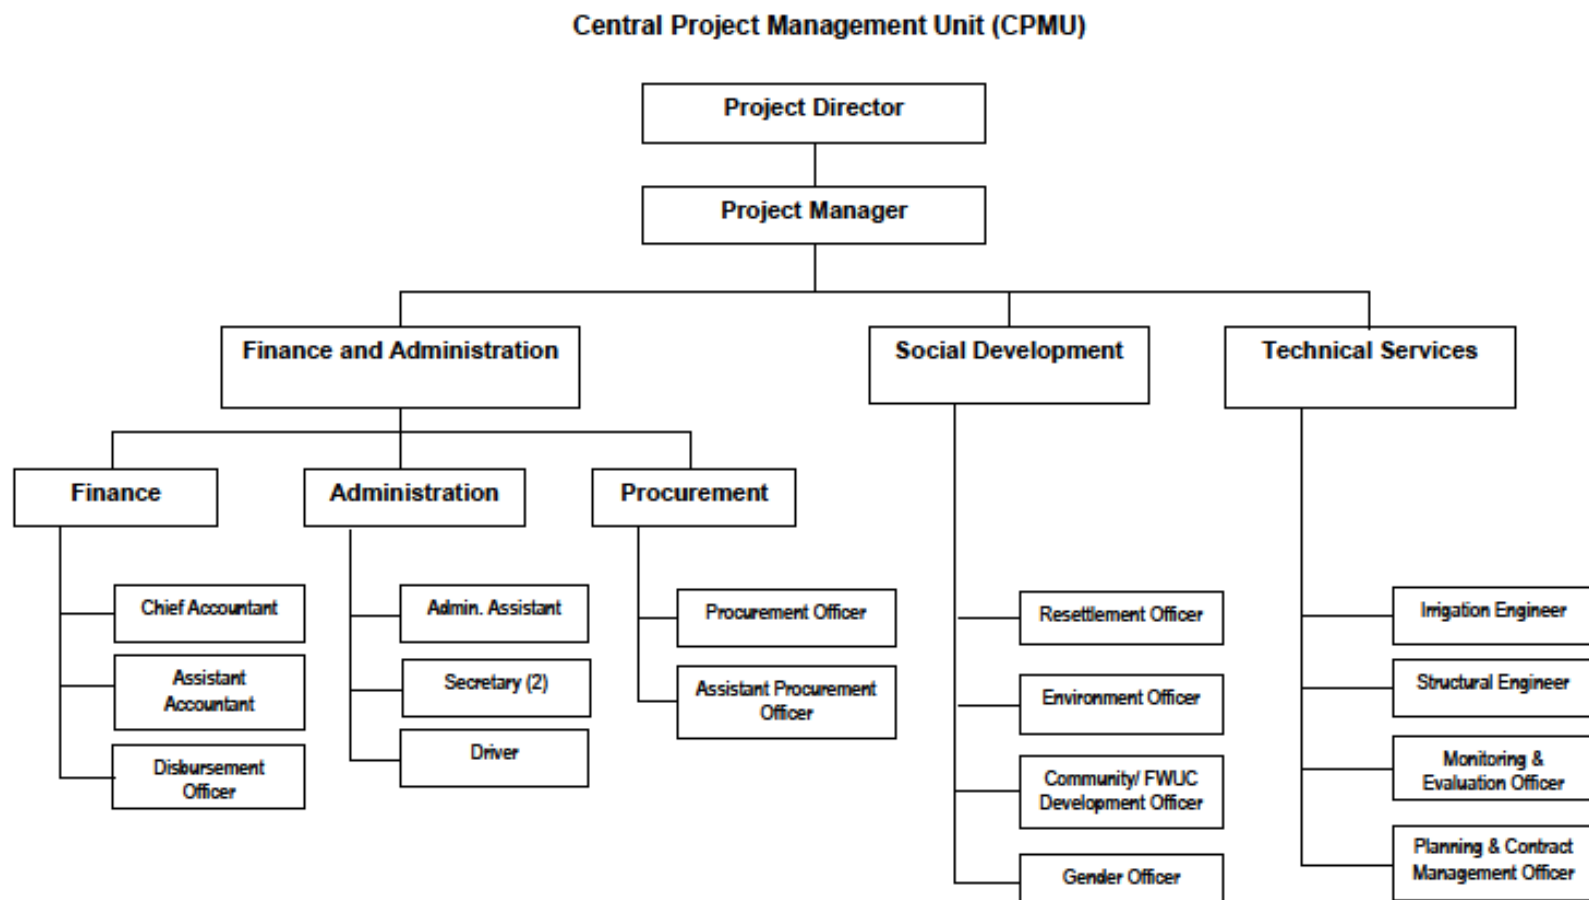 Central Project Management Unit (CPMU)
Project Director
Project Manager
Finance and Administration
Social Development
Technical Services
Finance
Administration
Procurement
Chief Accountant
Assistant
Accountant
Disbursement
Officer
Admin. Assistant
Secretary (2)
Driver
Procurement Officer
Assistant Procurement
Officer
Resettlement Officer
Environment Officer
Community/ FWUC
Development Officer
Gender Officer
Irrigation Engineer
Structural Engineer
Monitoring &
Evaluation Officer
Planning & Contract
Management Officer